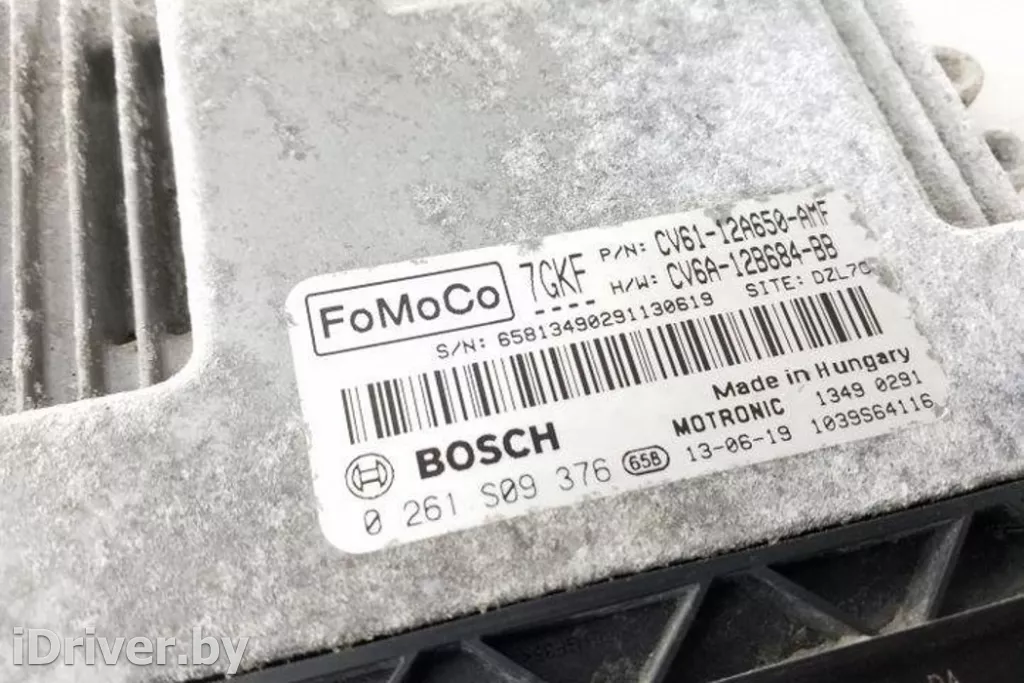 FoMoCo 7GKF P/N: CV61-12A650-AMF
H/W: CV6A-12B684-BB
S/N: 65813490291130619 SITE: DZL7C
Made in Hungary
BOSCH MOTRONIC 1349 0291
0 261 S09 376 658 13-06-19 1039S64116
iDriver.by